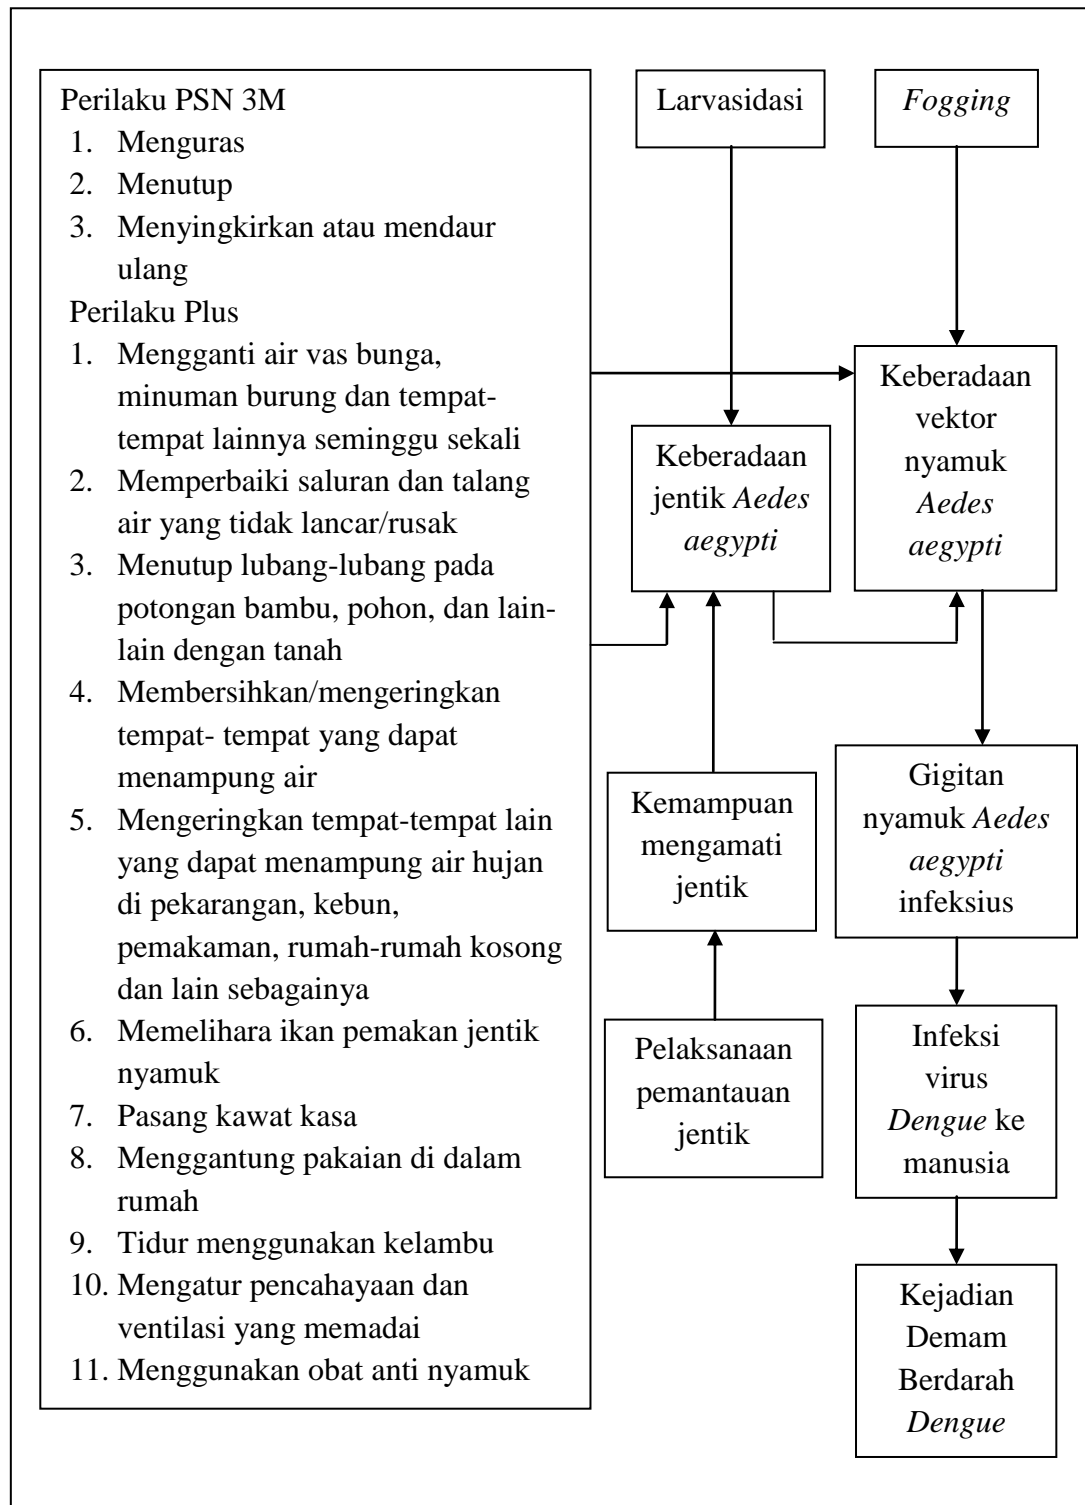 Perilaku PSN 3M
1. Menguras
2. Menutup
3. Menyingkirkan atau mendaur
ulang
Perilaku Plus
1. Mengganti air vas bunga,
minuman burung dan tempat-
tempat lainnya seminggu sekali
2. Memperbaiki saluran dan talang
air yang tidak lancar/rusak
3. Menutup lubang-lubang pada
potongan bambu, pohon, dan lain-
lain dengan tanah
4. Membersihkan/mengeringkan
tempat- tempat yang dapat
menampung air
5. Mengeringkan tempat-tempat lain
yang dapat menampung air hujan
di pekarangan, kebun,
pemakaman, rumah-rumah kosong
dan lain sebagainya
6. Memelihara ikan pemakan jentik
nyamuk
7. Pasang kawat kasa
8. Menggantung pakaian di dalam
rumah
9. Tidur menggunakan kelambu
10. Mengatur pencahayaan dan
ventilasi yang memadai
11. Menggunakan obat anti nyamuk
Larvasidasi
Fogging
Keberadaan
jentik Aedes
aegypti
Keberadaan
vektor
nyamuk
Aedes
aegypti
Kemampuan
mengamati
jentik
Pelaksanaan
pemantauan
jentik
Gigitan
nyamuk Aedes
aegypti
infeksius
Infeksi
virus
Dengue ke
manusia
Kejadian
Demam
Berdarah
Dengue